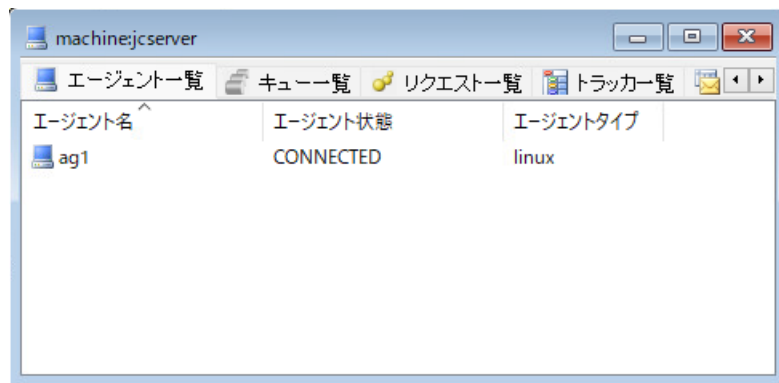 machine:jcserver
エージェント一覧 キュー一覧 リクエスト一覧 トラッカー覧
エージェント名 エージェント状態 エージェントタイプ
ag1 CONNECTED linux